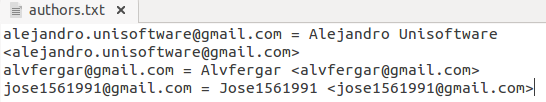 authors.txt
alejandro.unisoftware@gmail.com = Alejandro Unisoftware
<alejandro.unisoftware@gmail.com>
alvfergar@gmail.com = Alvfergar <alvfergar@gmail.com>
jose1561991@gmail.com = Jose1561991 <jose1561991@gmail.com>